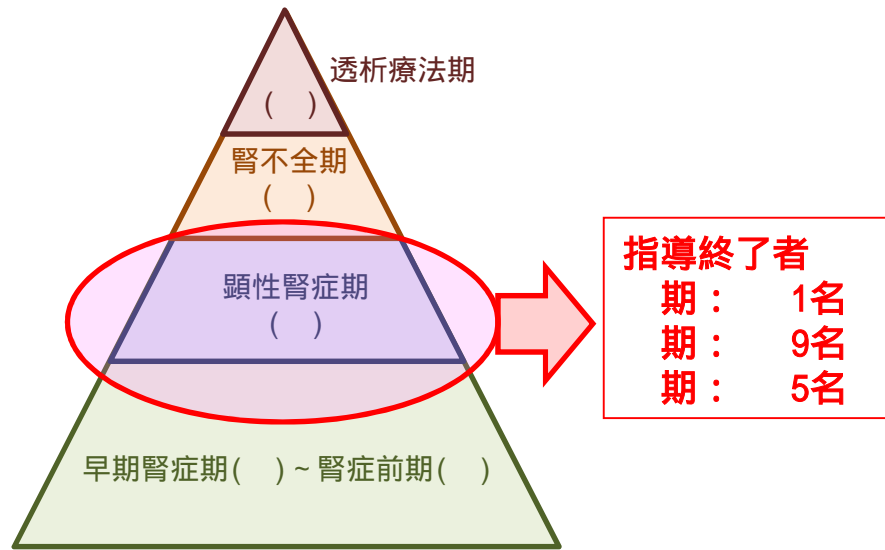 透析療法期
(　)
腎不全期
(　)
顕性腎症期
(　)
早期腎症期(　)~腎症前期(　)
指導終了者
期：　1名
期：　9名
期：　5名